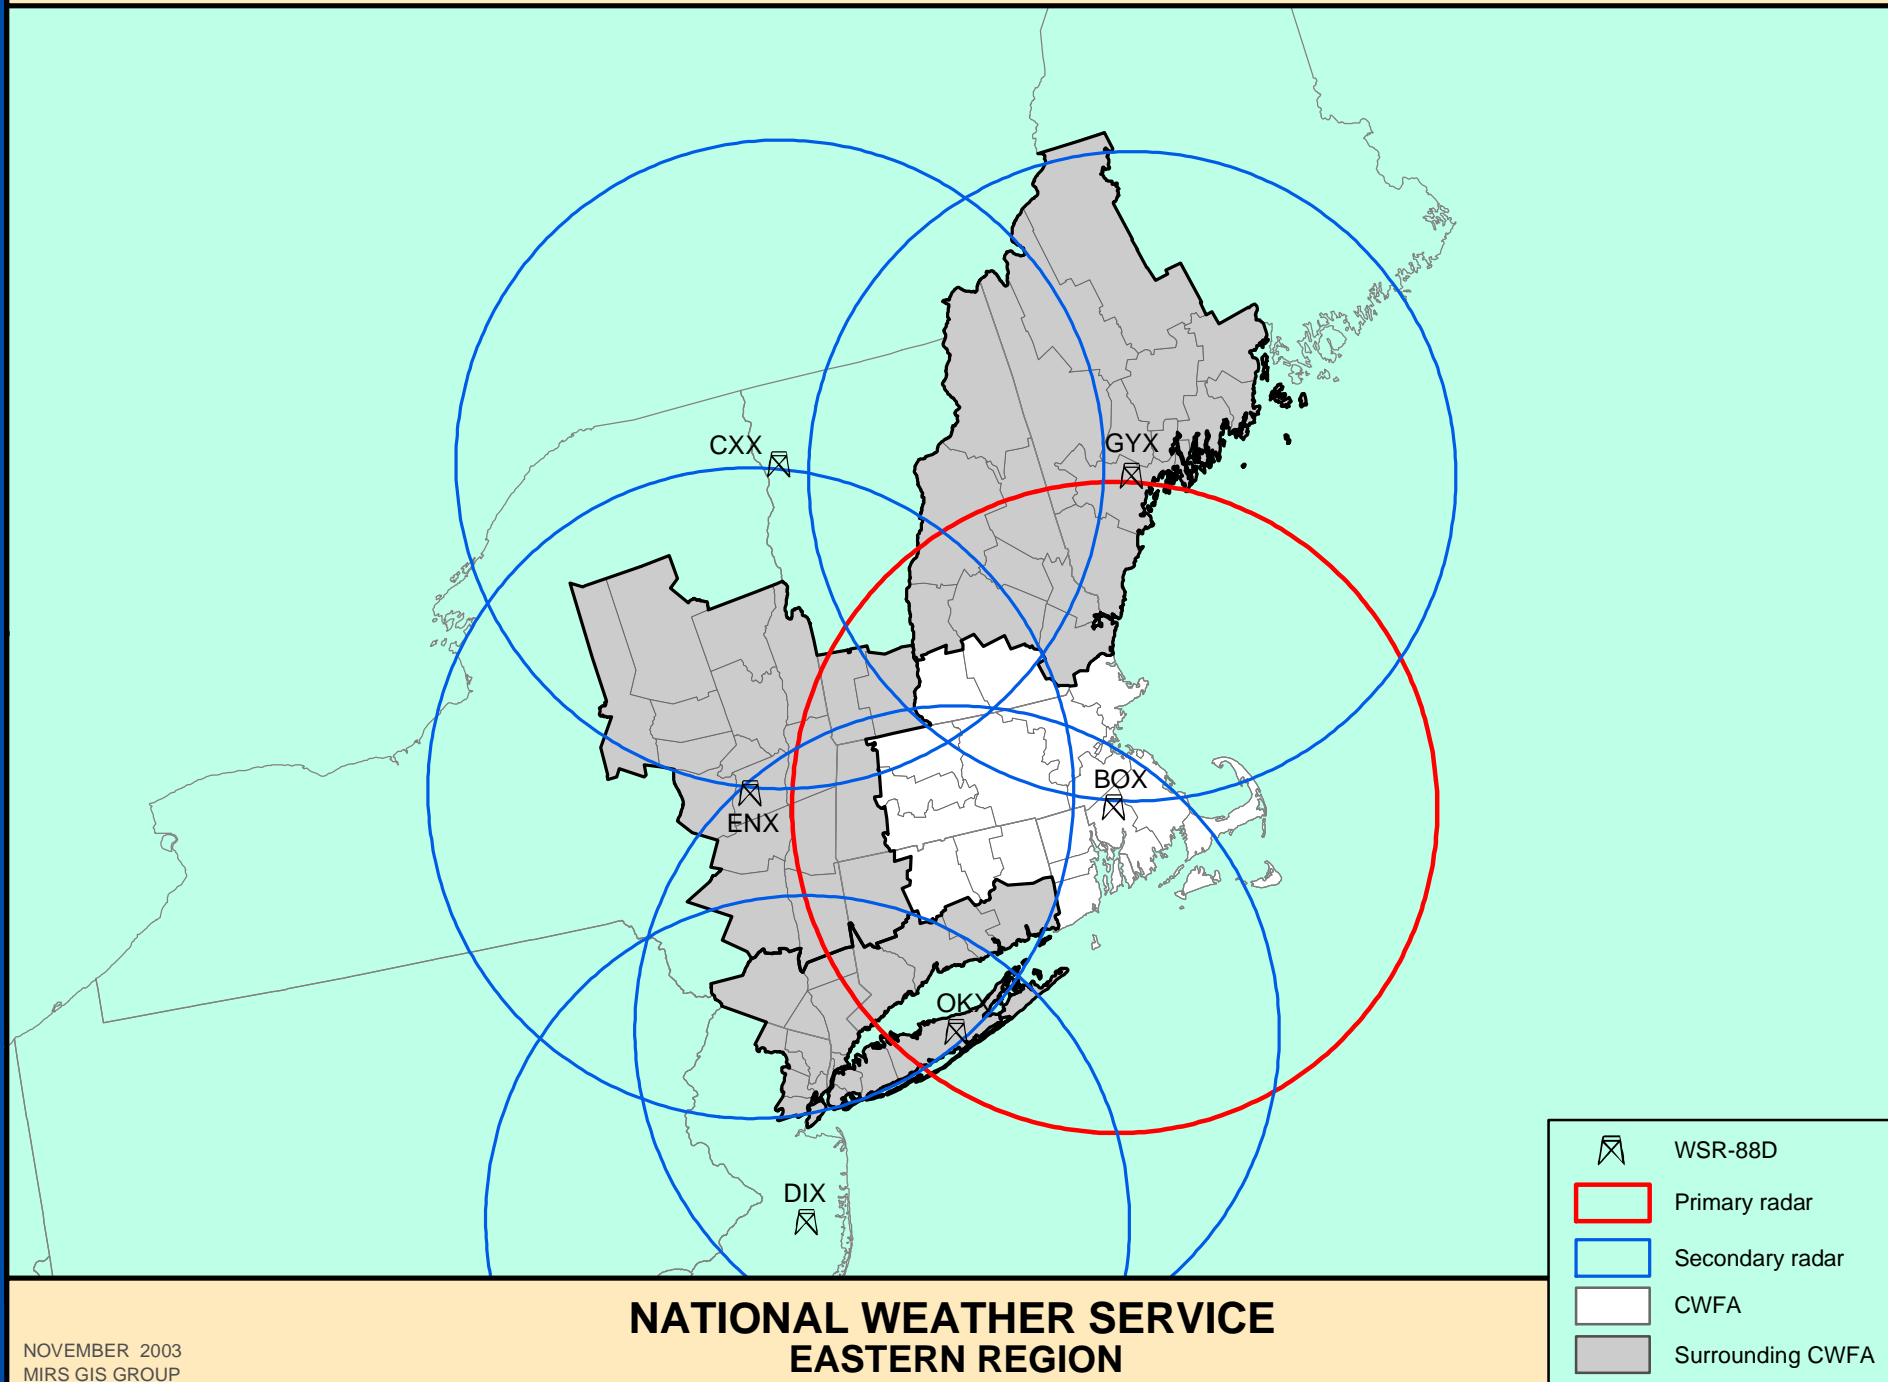 CXX
GYX
BOX
ENX
OKX
DIX
WSR-88D
Primary radar
Secondary radar
CWFA
Surrounding CWFA
NATIONAL WEATHER SERVICE
EASTERN REGION
NOVEMBER 2003
MIRS GIS GROUP